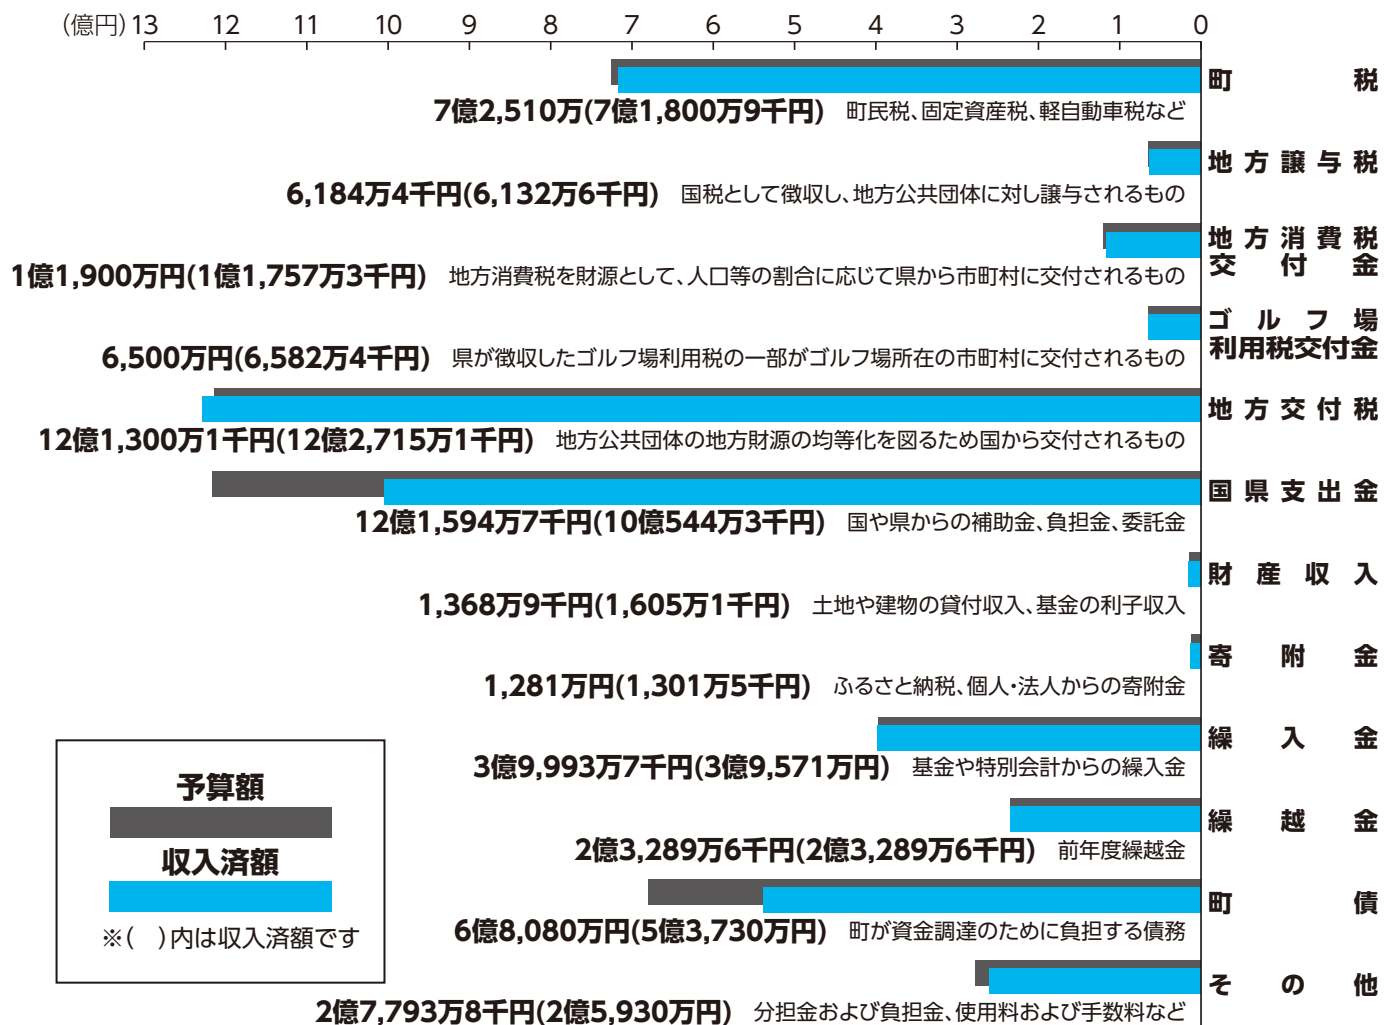 (億円) 13 12 11 10 9 8 7 6 5 4 3 2 1 0
町税
7億2,510万(7億1,800万9千円) 町民税、固定資産税、軽自動車税など
地方譲与税
6,184万4千円(6,132万6千円) 国税として徴収し、地方公共団体に対し譲与されるもの
地方消費税
交付金
1億1,900万円(1億1,757万3千円) 地方消費税を財源として、人口等の割合に応じて県から市町村に交付されるもの
ゴルフ場
利用税交付金
6,500万円(6,582万4千円) 県が徴収したゴルフ場利用税の一部がゴルフ場所在の市町村に交付されるもの
地方交付税
12億1,300万1千円(12億2,715万1千円) 地方公共団体の地方財源の均等化を図るため国から交付されるもの
国県支出金
12億1,594万7千円(10億544万3千円) 国や県からの補助金、負担金、委託金
財産収入
1,368万9千円(1,605万1千円) 土地や建物の貸付収入、基金の利子収入
寄附金
1,281万円(1,301万5千円) ふるさと納税、個人・法人からの寄附金
繰入金
3億9,993万7千円(3億9,571万円) 基金や特別会計からの繰入金
繰越金
2億3,289万6千円(2億3,289万6千円) 前年度繰越金
町債
6億8,080万円(5億3,730万円) 町が資金調達のために負担する債務
その他
2億7,793万8千円(2億5,930万円) 分担金および負担金、使用料および手数料など
予算額
収入済額
※( )内は収入済額です